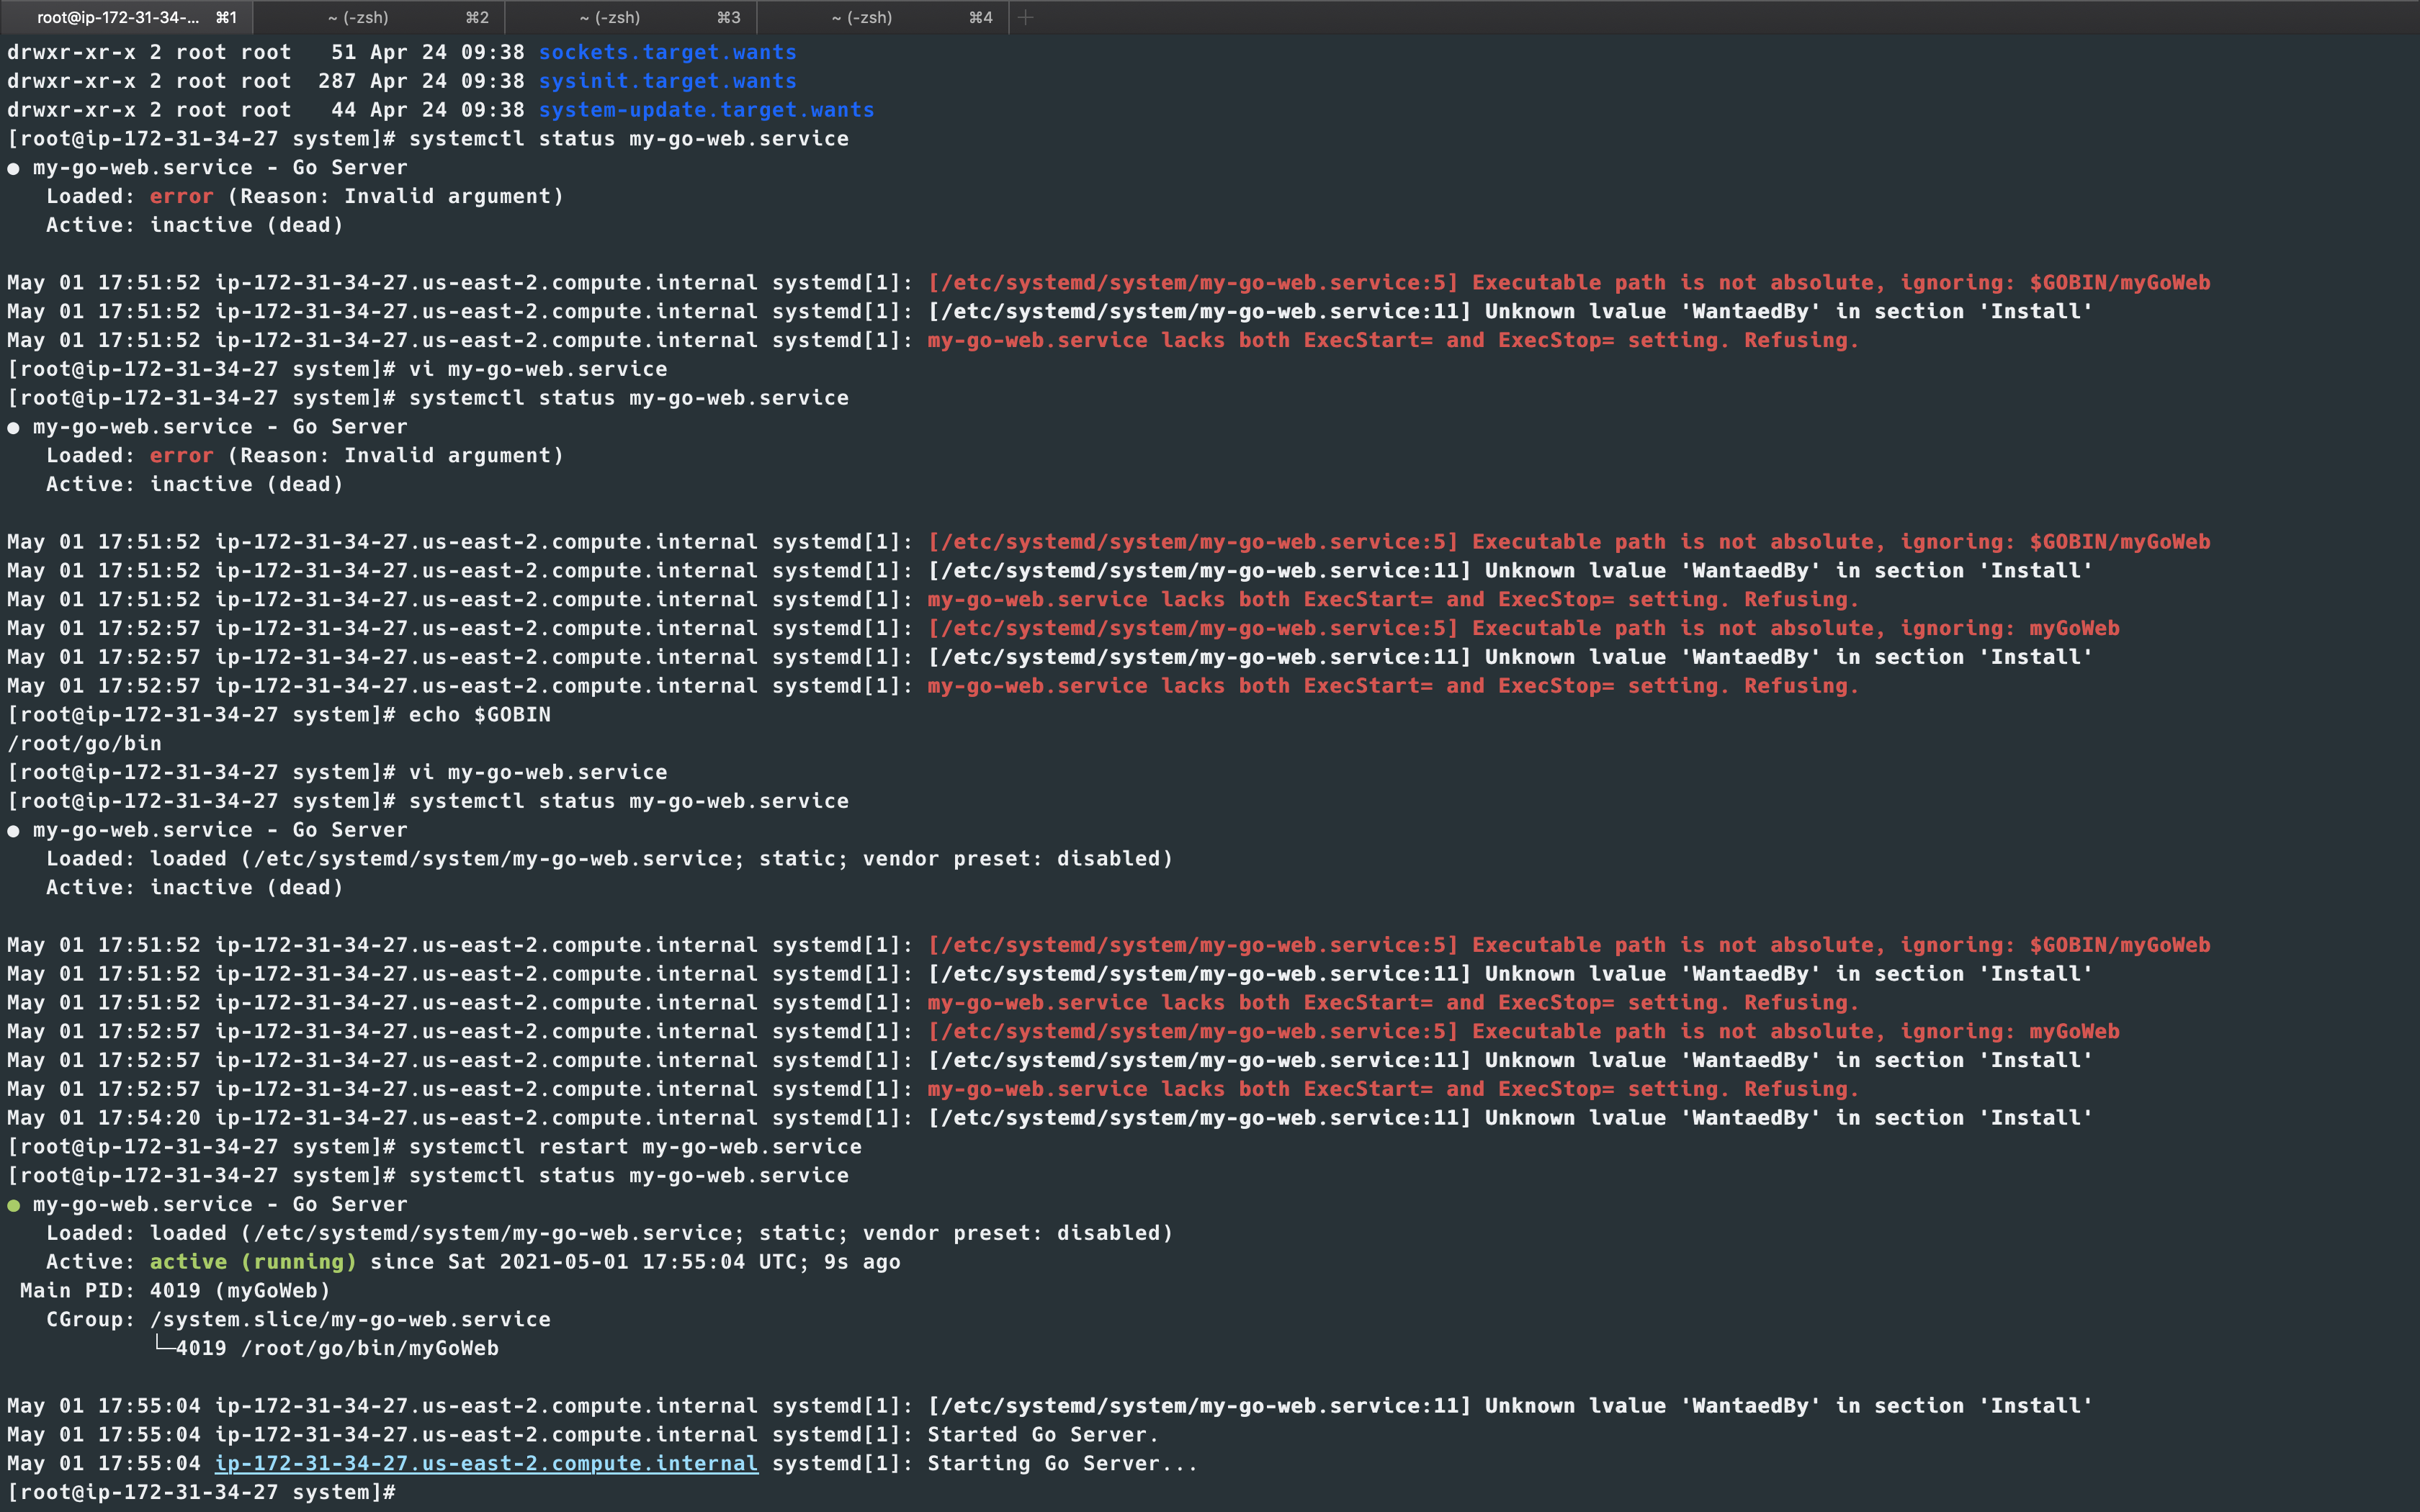 root@ip-172-31-34-... ⌘1 ~ (-zsh) ⌘2 ~ (-zsh) ⌘3 ~ (-zsh) ⌘4
drwxr-xr-x 2 root root   51 Apr 24 09:38 sockets.target.wants
drwxr-xr-x 2 root root  287 Apr 24 09:38 sysinit.target.wants
drwxr-xr-x 2 root root   44 Apr 24 09:38 system-update.target.wants
[root@ip-172-31-34-27 system]# systemctl status my-go-web.service
● my-go-web.service - Go Server
   Loaded: error (Reason: Invalid argument)
   Active: inactive (dead)

May 01 17:51:52 ip-172-31-34-27.us-east-2.compute.internal systemd[1]: [/etc/systemd/system/my-go-web.service:5] Executable path is not absolute, ignoring: $GOBIN/myGoWeb
May 01 17:51:52 ip-172-31-34-27.us-east-2.compute.internal systemd[1]: [/etc/systemd/system/my-go-web.service:11] Unknown lvalue 'WantaedBy' in section 'Install'
May 01 17:51:52 ip-172-31-34-27.us-east-2.compute.internal systemd[1]: my-go-web.service lacks both ExecStart= and ExecStop= setting. Refusing.
[root@ip-172-31-34-27 system]# vi my-go-web.service
[root@ip-172-31-34-27 system]# systemctl status my-go-web.service
● my-go-web.service - Go Server
   Loaded: error (Reason: Invalid argument)
   Active: inactive (dead)

May 01 17:51:52 ip-172-31-34-27.us-east-2.compute.internal systemd[1]: [/etc/systemd/system/my-go-web.service:5] Executable path is not absolute, ignoring: $GOBIN/myGoWeb
May 01 17:51:52 ip-172-31-34-27.us-east-2.compute.internal systemd[1]: [/etc/systemd/system/my-go-web.service:11] Unknown lvalue 'WantaedBy' in section 'Install'
May 01 17:51:52 ip-172-31-34-27.us-east-2.compute.internal systemd[1]: my-go-web.service lacks both ExecStart= and ExecStop= setting. Refusing.
May 01 17:52:57 ip-172-31-34-27.us-east-2.compute.internal systemd[1]: [/etc/systemd/system/my-go-web.service:5] Executable path is not absolute, ignoring: myGoWeb
May 01 17:52:57 ip-172-31-34-27.us-east-2.compute.internal systemd[1]: [/etc/systemd/system/my-go-web.service:11] Unknown lvalue 'WantaedBy' in section 'Install'
May 01 17:52:57 ip-172-31-34-27.us-east-2.compute.internal systemd[1]: my-go-web.service lacks both ExecStart= and ExecStop= setting. Refusing.
[root@ip-172-31-34-27 system]# echo $GOBIN
/root/go/bin
[root@ip-172-31-34-27 system]# vi my-go-web.service
[root@ip-172-31-34-27 system]# systemctl status my-go-web.service
● my-go-web.service - Go Server
   Loaded: loaded (/etc/systemd/system/my-go-web.service; static; vendor preset: disabled)
   Active: inactive (dead)

May 01 17:51:52 ip-172-31-34-27.us-east-2.compute.internal systemd[1]: [/etc/systemd/system/my-go-web.service:5] Executable path is not absolute, ignoring: $GOBIN/myGoWeb
May 01 17:51:52 ip-172-31-34-27.us-east-2.compute.internal systemd[1]: [/etc/systemd/system/my-go-web.service:11] Unknown lvalue 'WantaedBy' in section 'Install'
May 01 17:51:52 ip-172-31-34-27.us-east-2.compute.internal systemd[1]: my-go-web.service lacks both ExecStart= and ExecStop= setting. Refusing.
May 01 17:52:57 ip-172-31-34-27.us-east-2.compute.internal systemd[1]: [/etc/systemd/system/my-go-web.service:5] Executable path is not absolute, ignoring: myGoWeb
May 01 17:52:57 ip-172-31-34-27.us-east-2.compute.internal systemd[1]: [/etc/systemd/system/my-go-web.service:11] Unknown lvalue 'WantaedBy' in section 'Install'
May 01 17:52:57 ip-172-31-34-27.us-east-2.compute.internal systemd[1]: my-go-web.service lacks both ExecStart= and ExecStop= setting. Refusing.
May 01 17:54:20 ip-172-31-34-27.us-east-2.compute.internal systemd[1]: [/etc/systemd/system/my-go-web.service:11] Unknown lvalue 'WantaedBy' in section 'Install'
[root@ip-172-31-34-27 system]# systemctl restart my-go-web.service
[root@ip-172-31-34-27 system]# systemctl status my-go-web.service
● my-go-web.service - Go Server
   Loaded: loaded (/etc/systemd/system/my-go-web.service; static; vendor preset: disabled)
   Active: active (running) since Sat 2021-05-01 17:55:04 UTC; 9s ago
 Main PID: 4019 (myGoWeb)
   CGroup: /system.slice/my-go-web.service
           └─4019 /root/go/bin/myGoWeb

May 01 17:55:04 ip-172-31-34-27.us-east-2.compute.internal systemd[1]: [/etc/systemd/system/my-go-web.service:11] Unknown lvalue 'WantaedBy' in section 'Install'
May 01 17:55:04 ip-172-31-34-27.us-east-2.compute.internal systemd[1]: Started Go Server.
May 01 17:55:04 ip-172-31-34-27.us-east-2.compute.internal systemd[1]: Starting Go Server...
[root@ip-172-31-34-27 system]#